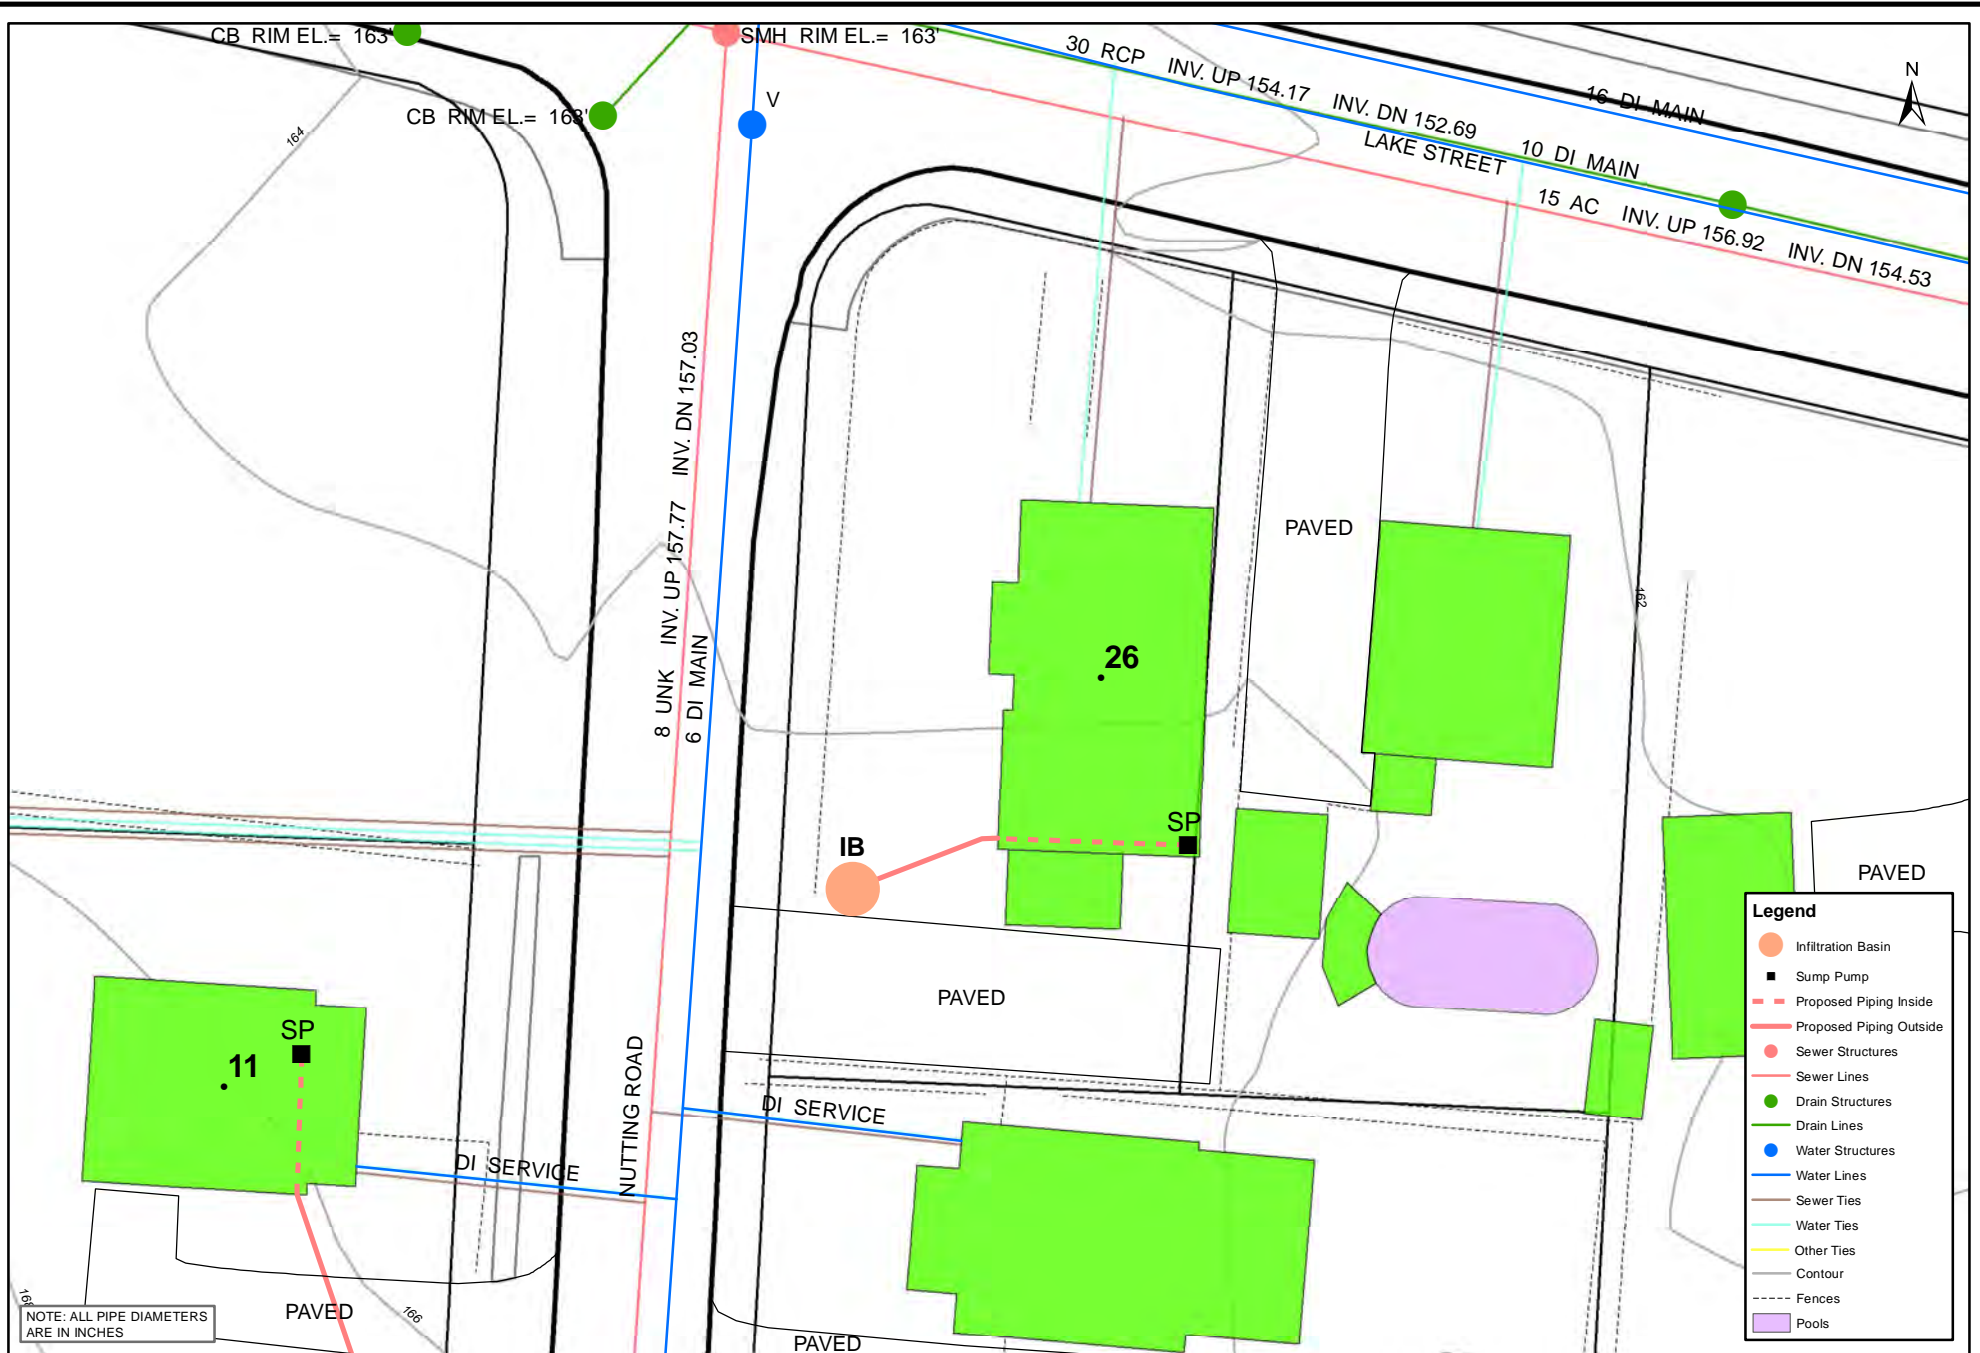 CB RIM EL.= 163'
SMH RIM EL.= 163'
30 RCP INV. UP 154.17 INV. DN 152.69
16 DI MAIN
N
V
CB RIM EL.= 163'
164
LAKE STREET
10 DI MAIN
15 AC INV. UP 156.92 INV. DN 154.53
8 UNK INV. UP 157.77 INV. DN 157.03
6 DI MAIN
PAVED
162
26
SP
IB
PAVED
PAVED
SP
11
NUTTING ROAD
DI SERVICE
DI SERVICE
PAVED
166
PAVED
NOTE: ALL PIPE DIAMETERS
ARE IN INCHES
Legend
Infiltration Basin
Sump Pump
Proposed Piping Inside
Proposed Piping Outside
Sewer Structures
Sewer Lines
Drain Structures
Drain Lines
Water Structures
Water Lines
Sewer Ties
Water Ties
Other Ties
Contour
Fences
Pools